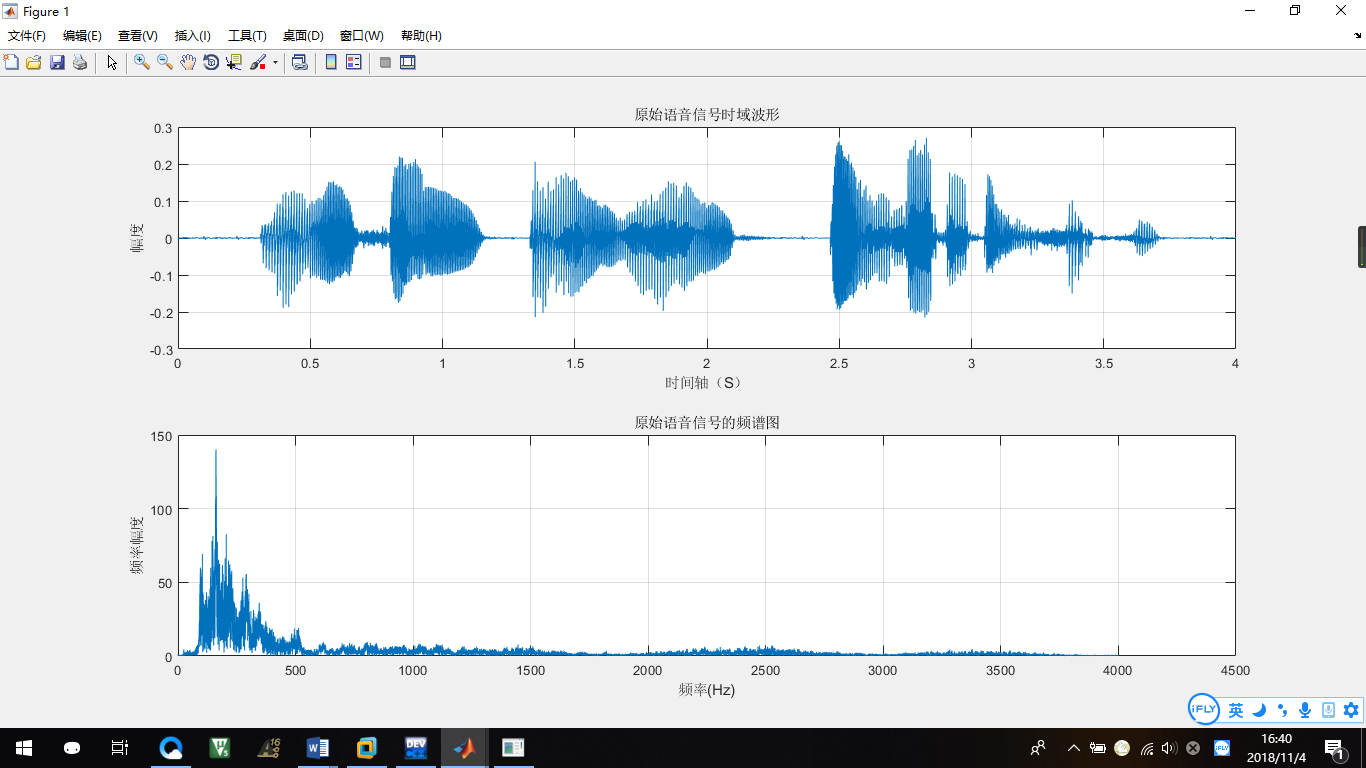 Figure 1
文件(F) 编辑(E) 查看(V) 插入(I) 工具(T) 桌面(D) 窗口(W) 帮助(H)
原始语音信号时域波形
0.3
0.2
0.1
0
-0.1
-0.2
-0.3
幅度
0 0.5 1 1.5 2 2.5 3 3.5 4
时间轴（S）
原始语音信号的频谱图
150
100
50
0
频率幅度
0 500 1000 1500 2000 2500 3000 3500 4000 4500
频率(Hz)
iFLY 英
V5 16 W DEV iFLY
16:40
2018/11/4
1